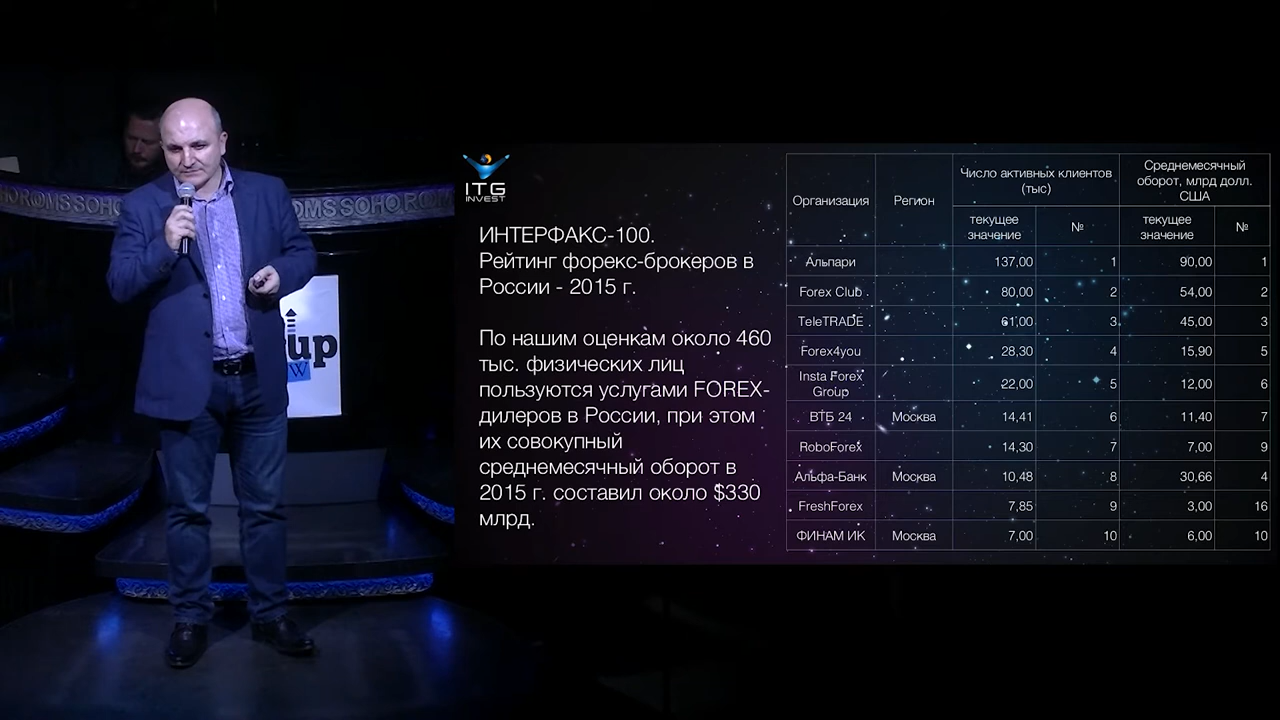 SOHO ROOMS SOHO ROOMS
up
W
ITG
INVEST
ИНТЕРФАКС-100.
Рейтинг форекс-брокеров в
России - 2015 г.
По нашим оценкам около 460
тыс. физических лиц
пользуются услугами FOREX-
дилеров в России, при этом
их совокупный
среднемесячный оборот в
2015 г. составил около $330
млрд.
Организация Регион Число активных клиентов (тыс) Среднемесячный оборот, млрд долл. США
текущее значение № текущее значение №
Альпари 137,00 1 90,00 1
Forex Club 80,00 2 54,00 2
TeleTRADE 61,00 3 45,00 3
Forex4you 28,30 4 15,90 5
Insta Forex Group 22,00 5 12,00 6
ВТБ 24 Москва 14,41 6 11,40 7
RoboForex 14,30 7 7,00 9
Альфа-Банк Москва 10,48 8 30,66 4
FreshForex 7,85 9 3,00 16
ФИНАМ ИК Москва 7,00 10 6,00 10